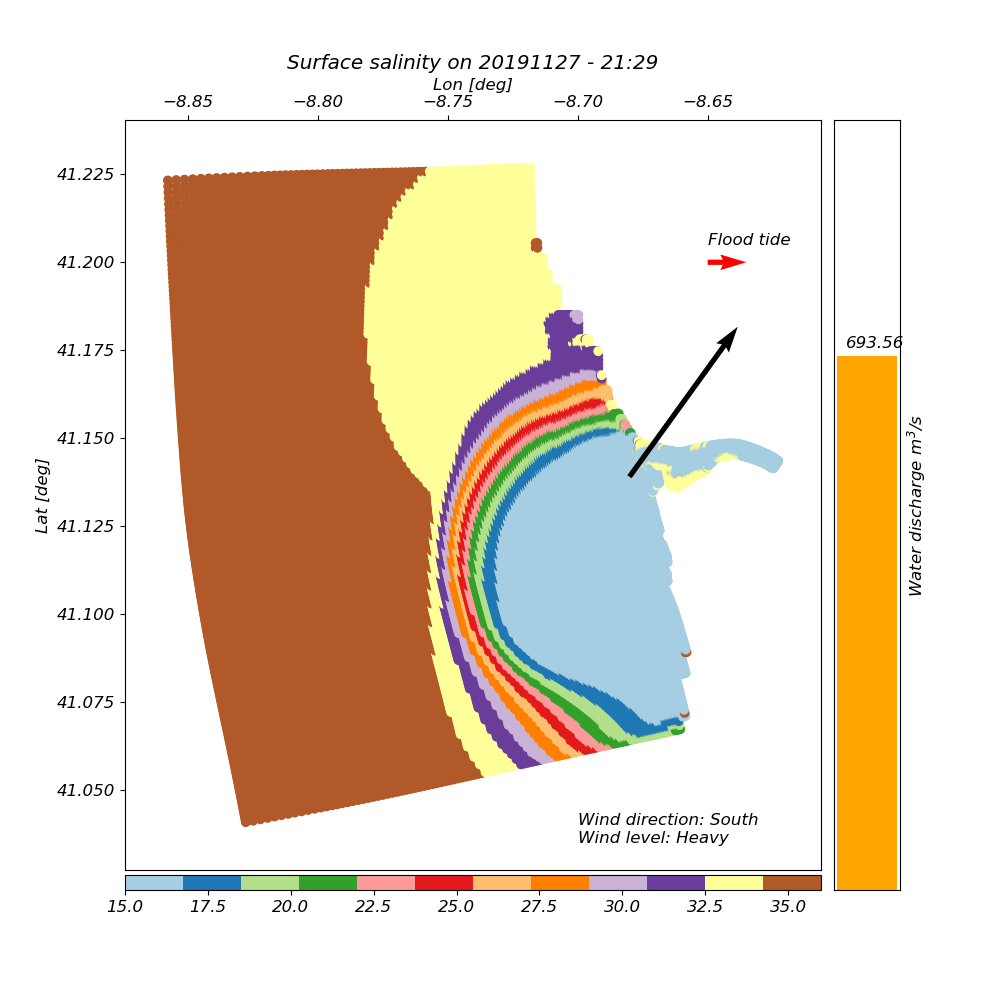 Surface salinity on 20191127 - 21:29
Lon [deg]
−8.85 −8.80 −8.75 −8.70 −8.65
41.225
41.200
41.175
41.150
41.125
41.100
41.075
41.050
Lat [deg]
Flood tide
693.56
Water discharge m³/s
Wind direction: South
Wind level: Heavy
15.0 17.5 20.0 22.5 25.0 27.5 30.0 32.5 35.0